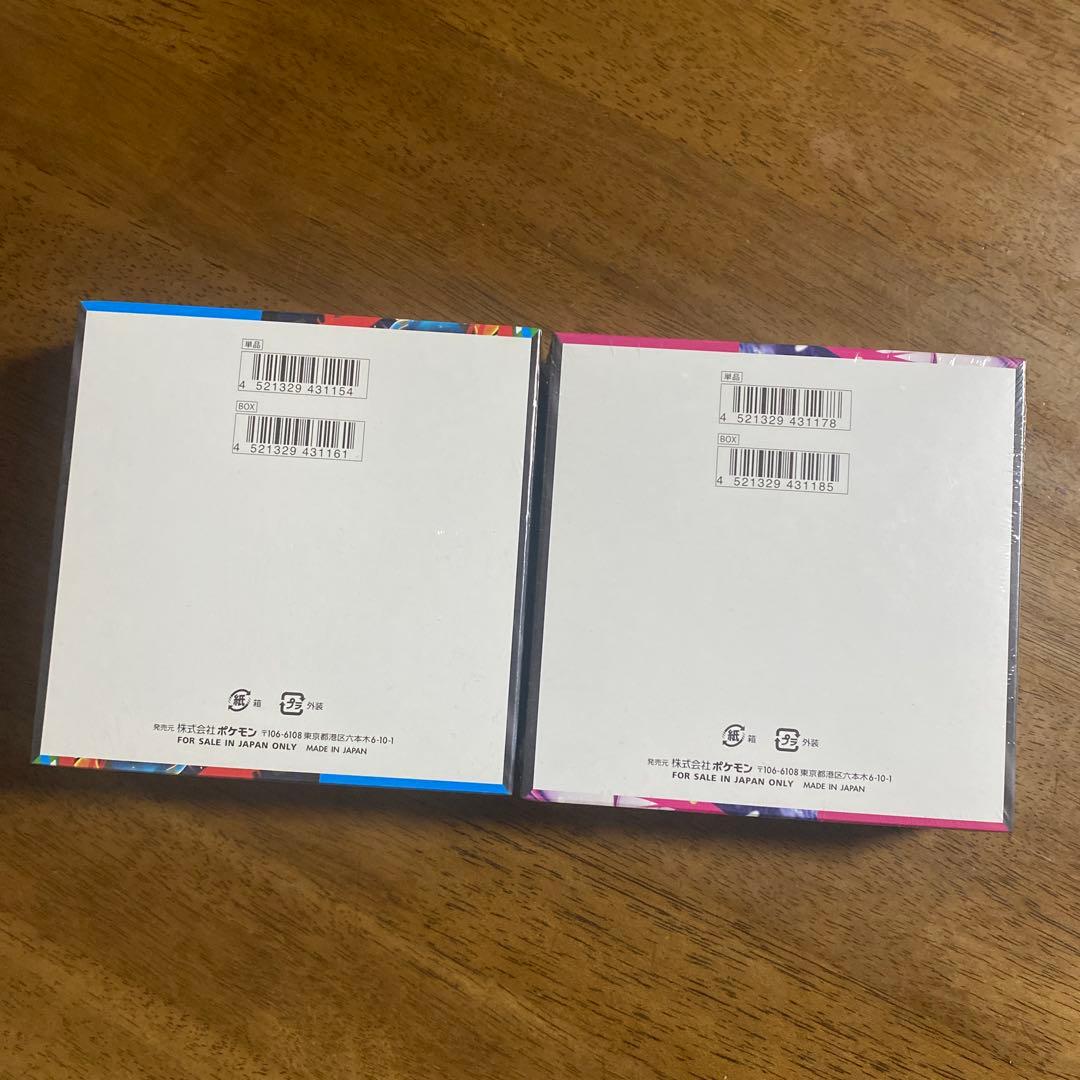 単品
4 521329 431154
BOX
4 521329 431161
紙 箱 プラ 外装
発売元 株式会社ポケモン 〒106-6108 東京都港区六本木6-10-1
FOR SALE IN JAPAN ONLY MADE IN JAPAN
単品
4 521329 431178
BOX
4 521329 431185
紙 箱 プラ 外装
発売元 株式会社ポケモン 〒106-6108 東京都港区六本木6-10-1
FOR SALE IN JAPAN ONLY MADE IN JAPAN